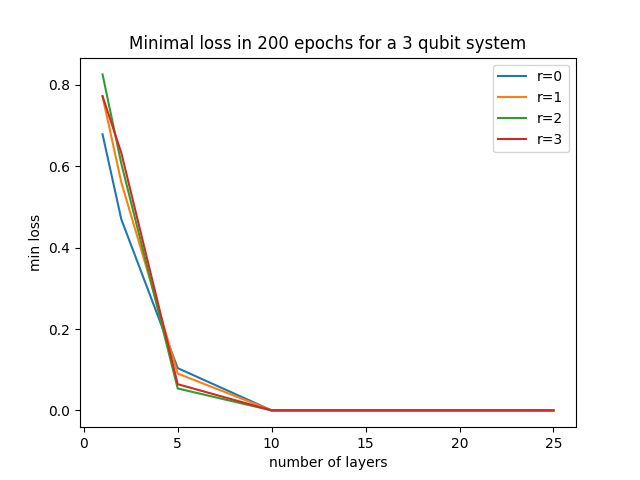 Minimal loss in 200 epochs for a 3 qubit system
min loss
0.8
0.6
0.4
0.2
0.0
r=0
r=1
r=2
r=3
0 5 10 15 20 25
number of layers